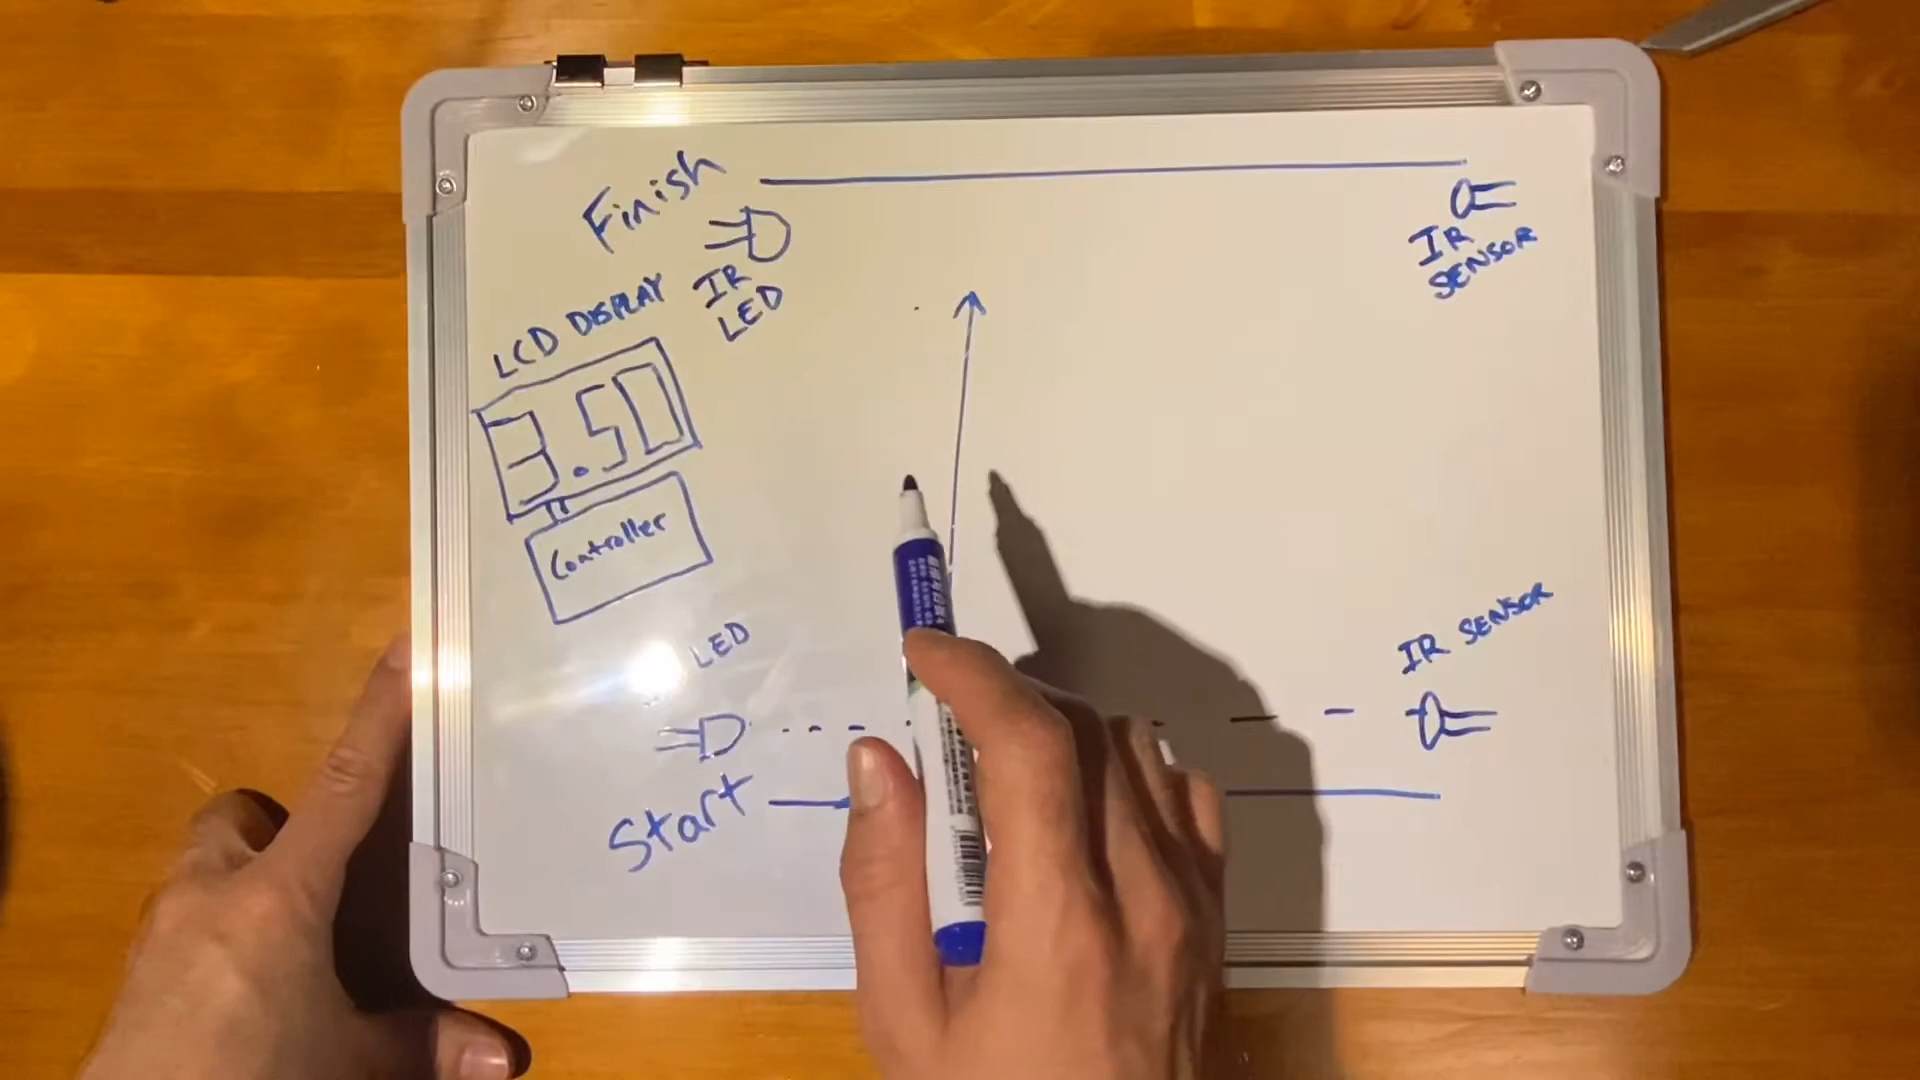 Finish
IR
LED
IR
SENSOR
LCD DISPLAY
3.50
Controller
LED
IR SENSOR
Start